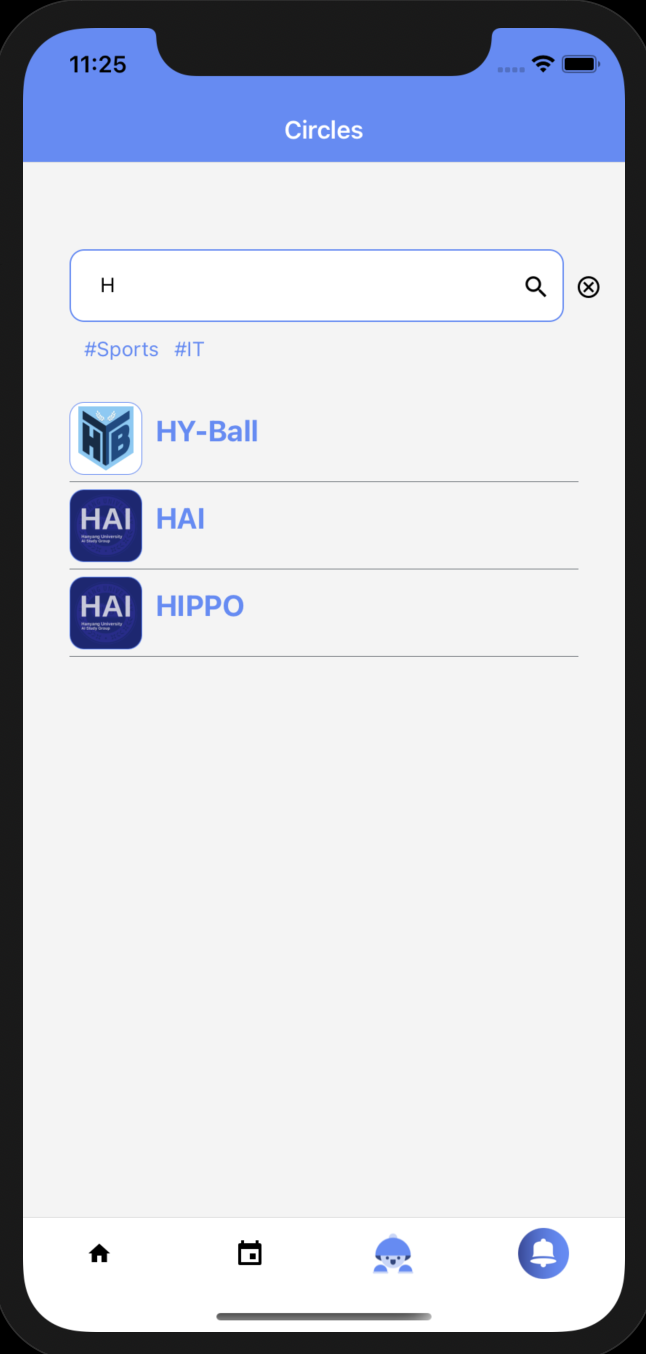 11:25
Circles
H
#Sports #IT
HYB
HY-Ball
HAI
Hanyang University
AI Study Group
HAI
HAI
Hanyang University
AI Study Group
HIPPO